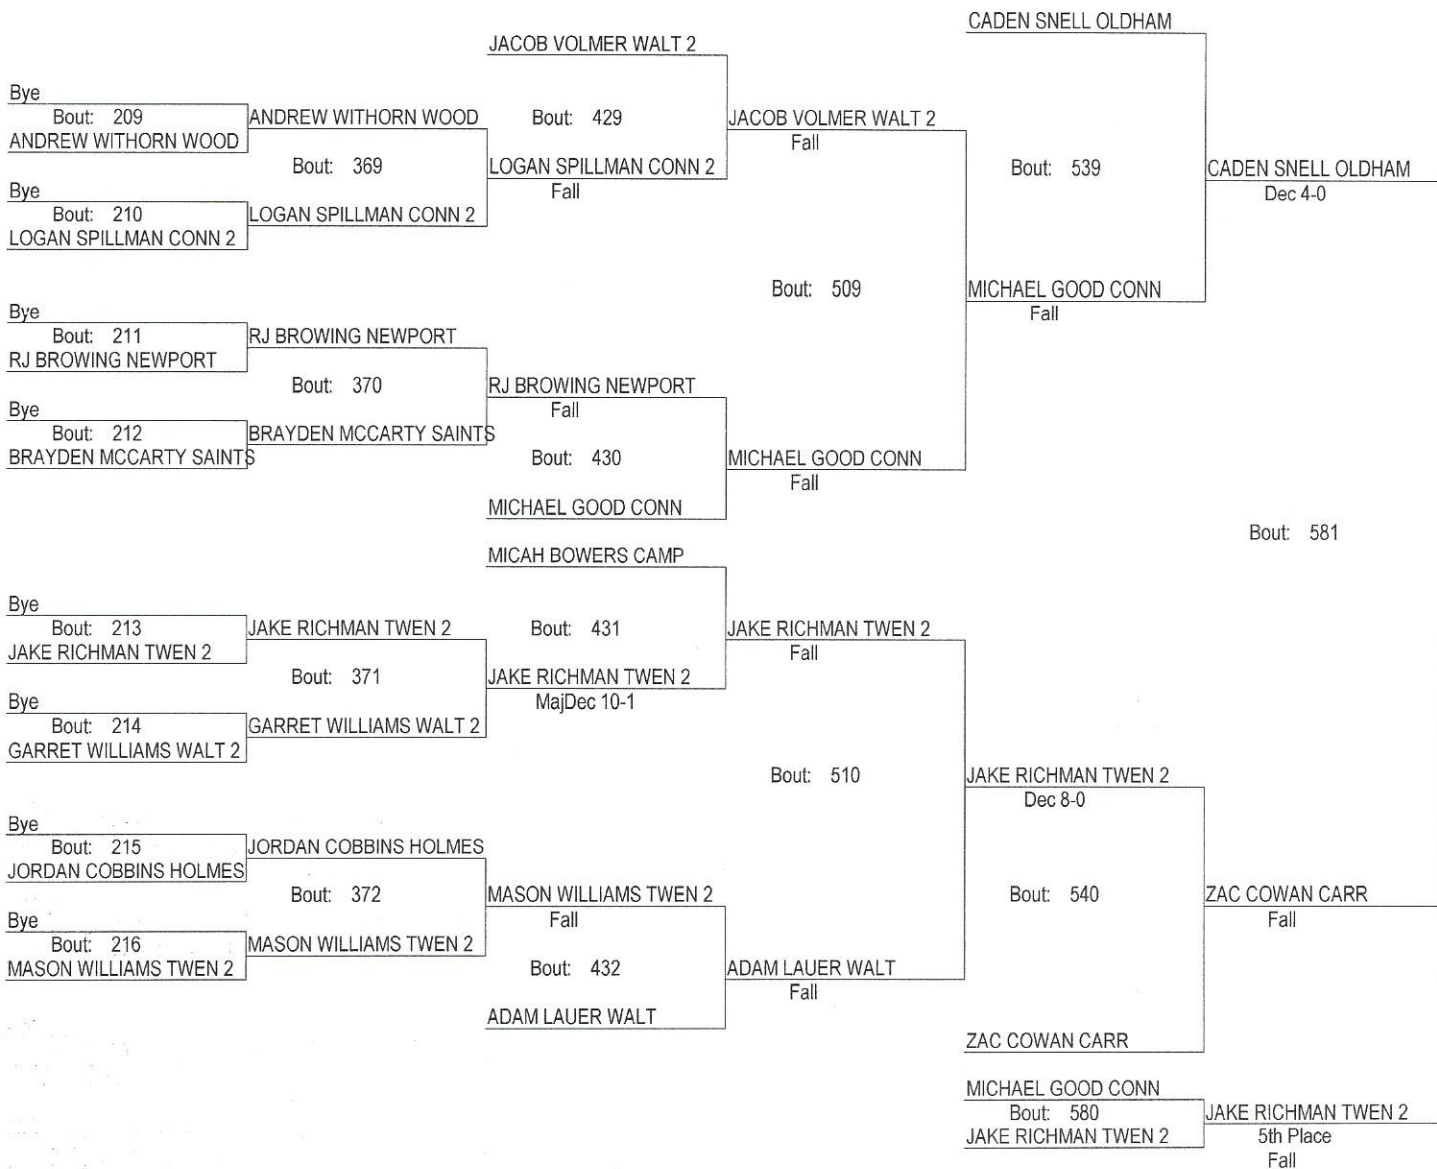 CADEN SNELL OLDHAM
JACOB VOLMER WALT 2
Bye
Bout: 209
ANDREW WITHORN WOOD
ANDREW WITHORN WOOD
Bout: 429
JACOB VOLMER WALT 2
Fall
Bout: 369
LOGAN SPILLMAN CONN 2
Fall
Bout: 539
CADEN SNELL OLDHAM
Dec 4-0
Bye
Bout: 210
LOGAN SPILLMAN CONN 2
LOGAN SPILLMAN CONN 2
Bout: 509
MICHAEL GOOD CONN
Fall
Bye
Bout: 211
RJ BROWING NEWPORT
RJ BROWING NEWPORT
Bout: 370
RJ BROWING NEWPORT
Fall
Bye
Bout: 212
BRAYDEN MCCARTY SAINTS
BRAYDEN MCCARTY SAINTS
Bout: 430
MICHAEL GOOD CONN
Fall
MICHAEL GOOD CONN
Bout: 581
MICAH BOWERS CAMP
Bye
Bout: 213
JAKE RICHMAN TWEN 2
JAKE RICHMAN TWEN 2
Bout: 431
JAKE RICHMAN TWEN 2
Fall
Bout: 371
JAKE RICHMAN TWEN 2
MajDec 10-1
Bye
Bout: 214
GARRET WILLIAMS WALT 2
GARRET WILLIAMS WALT 2
Bout: 510
JAKE RICHMAN TWEN 2
Dec 8-0
Bye
Bout: 215
JORDAN COBBINS HOLMES
JORDAN COBBINS HOLMES
Bout: 372
MASON WILLIAMS TWEN 2
Fall
Bout: 540
ZAC COWAN CARR
Fall
Bye
Bout: 216
MASON WILLIAMS TWEN 2
MASON WILLIAMS TWEN 2
Bout: 432
ADAM LAUER WALT
Fall
ADAM LAUER WALT
ZAC COWAN CARR
MICHAEL GOOD CONN
Bout: 580
JAKE RICHMAN TWEN 2
JAKE RICHMAN TWEN 2
5th Place
Fall